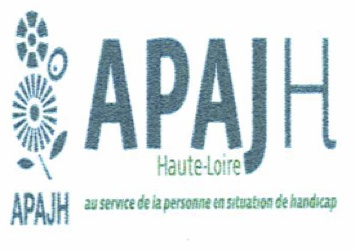 APAJH
Haute-Loire
APAJH
au service de la personne en situation de handicap